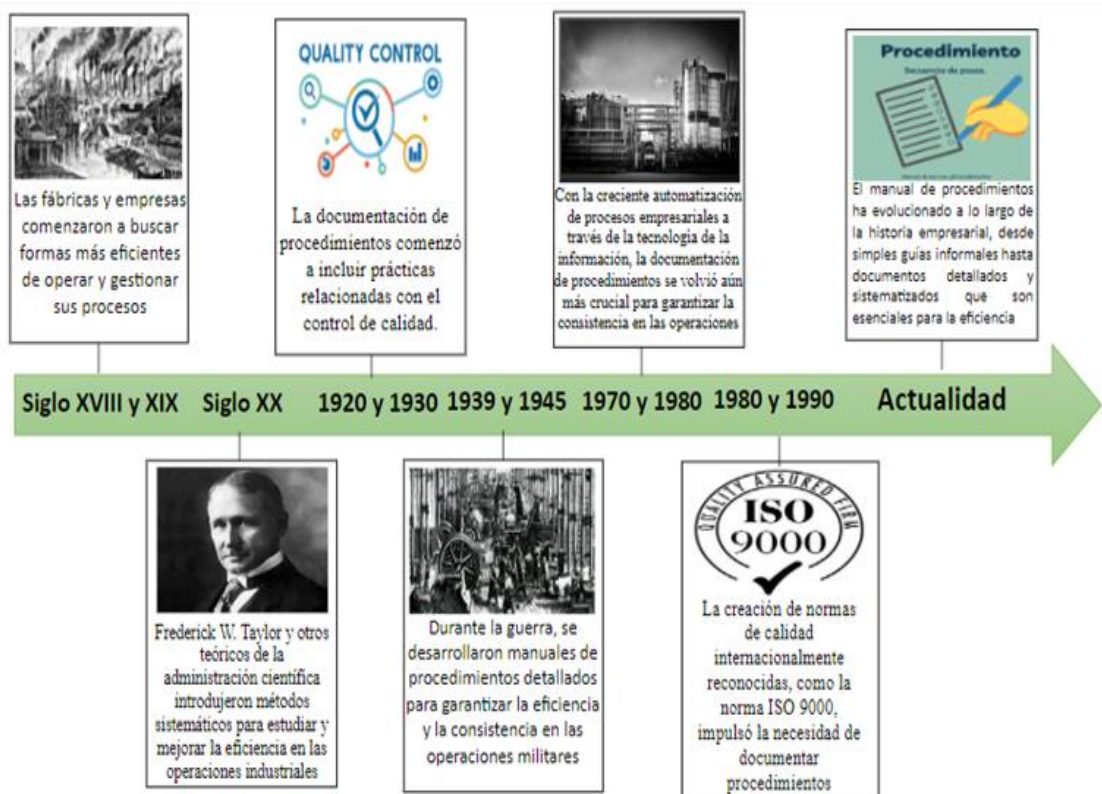 QUALITY CONTROL
Procedimiento
Secuencia de pasos.
Las fábricas y empresas
comenzaron a buscar
formas más eficientes
de operar y gestionar
sus procesos
La documentación de
procedimientos comenzó
a incluir prácticas
relacionadas con el
control de calidad.
Con la creciente automatización
de procesos empresariales a
través de la tecnología de la
información, la documentación
de procedimientos se volvió aún
más crucial para garantizar la
consistencia en las operaciones
El manual de procedimientos
ha evolucionado a lo largo de
la historia empresarial, desde
simples guías informales hasta
documentos detallados y
sistematizados que son
esenciales para la eficiencia
Siglo XVIII y XIX
Siglo XX
1920 y 1930
1939 y 1945
1970 y 1980
1980 y 1990
Actualidad
Frederick W. Taylor y otros
teóricos de la
administración científica
introdujeron métodos
sistemáticos para estudiar y
mejorar la eficiencia en las
operaciones industriales
Durante la guerra, se
desarrollaron manuales de
procedimientos detallados
para garantizar la eficiencia
y la consistencia en las
operaciones militares
QUALITY ASSURED FIRM
ISO
9000
La creación de normas
de calidad
internacionalmente
reconocidas, como la
norma ISO 9000,
impulsó la necesidad de
documentar
procedimientos